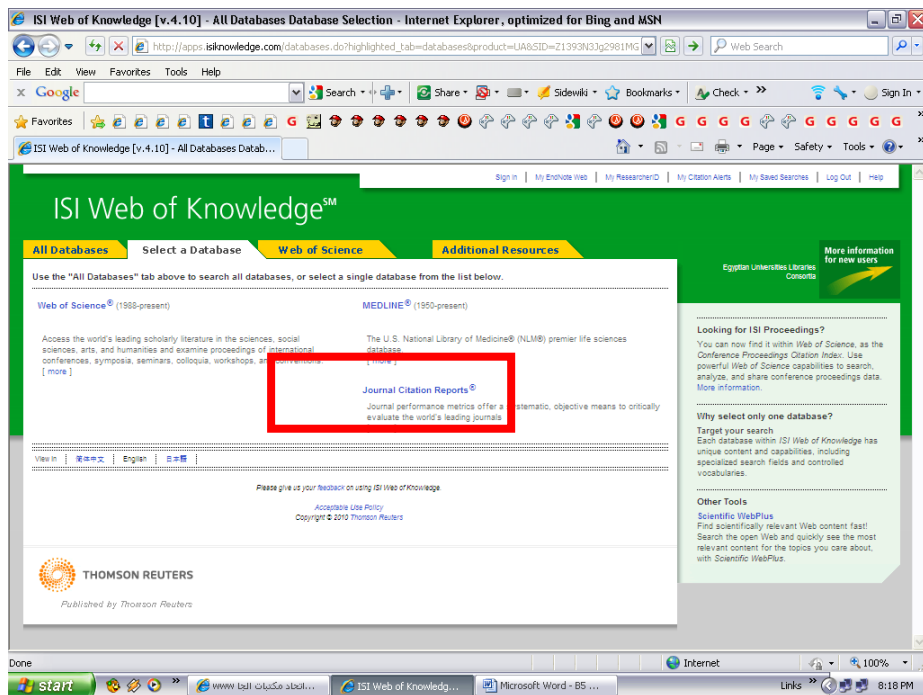 ISI Web of Knowledge [v.4.10] - All Databases Database Selection - Internet Explorer, optimized for Bing and MSN
http://apps.isiknowledge.com/databases.do?highlighted_tab=databases&product=UA&SID=Z1393N3Jg2981MG
Web Search
File Edit View Favorites Tools Help
x Google Search Share Sidewiki Bookmarks Check Sign In
Favorites
ISI Web of Knowledge [v.4.10] - All Databases Datab...
Page Safety Tools
Sign In | My EndNote Web | My ResearcherID | My Citation Alerts | My Saved Searches | Log Out | Help
ISI Web of Knowledge℠
All Databases Select a Database Web of Science Additional Resources
More information for new users
Egyptian Universities Libraries
Consortia
Use the "All Databases" tab above to search all databases, or select a single database from the list below.
Web of Science® (1988-present)
Access the world's leading scholarly literature in the sciences, social
sciences, arts, and humanities and examine proceedings of international
conferences, symposia, seminars, colloquia, workshops, and conventions.
[ more ]
MEDLINE® (1950-present)
The U.S. National Library of Medicine® (NLM®) premier life sciences
database.
[ more ]
Journal Citation Reports®
Journal performance metrics offer a systematic, objective means to critically
evaluate the world's leading journals
View in | 简体中文 | English | 日本語 |
Please give us your feedback on using ISI Web of Knowledge.
Acceptable Use Policy
Copyright © 2010 Thomson Reuters
THOMSON REUTERS
Published by Thomson Reuters
Looking for ISI Proceedings?
You can now find it within Web of Science, as the
Conference Proceedings Citation Index. Use
powerful Web of Science capabilities to search,
analyze, and share conference proceedings data.
More information.
Why select only one database?
Target your search
Each database within ISI Web of Knowledge has
unique content and capabilities, including
specialized search fields and controlled
vocabularies.
Other Tools
Scientific WebPlus
Find scientifically relevant Web content fast!
Search the open Web and quickly see the most
relevant content for the topics you care about,
with Scientific WebPlus.
Done Internet 100%
start www اتحاد مكتبات الجا... ISI Web of Knowledg... Microsoft Word - B5 ... Links 8:18 PM